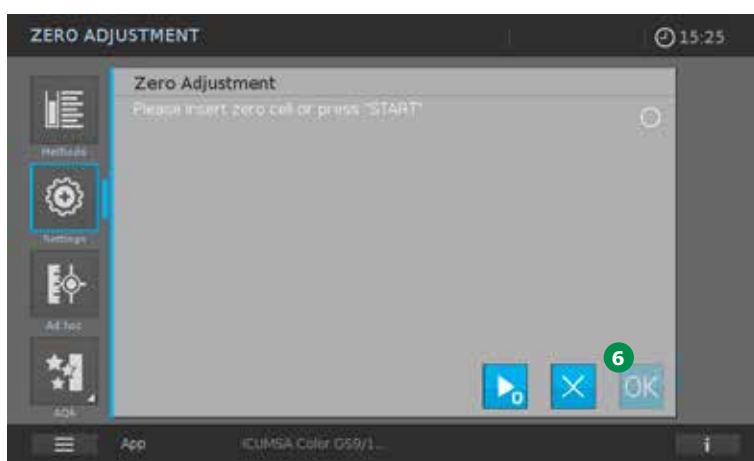 ZERO ADJUSTMENT
15:25
Zero Adjustment
Please insert zero cell or press "START"
Methods
Settings
Ad hoc
AQA
6
0
OK
App
ICUMSA Color GS9/1...
i